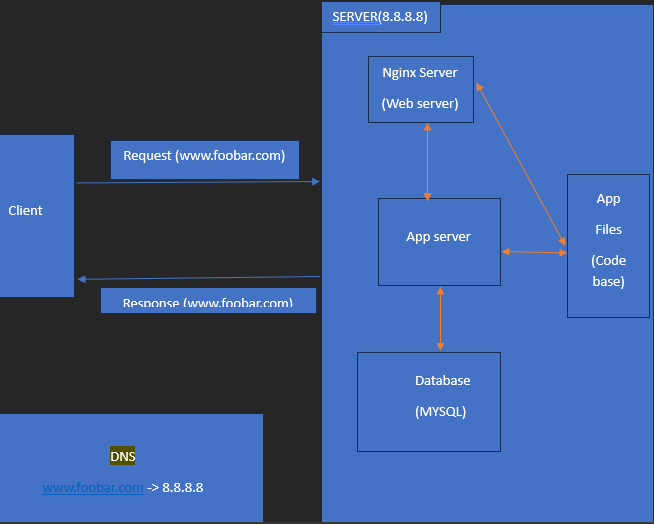 SERVER(8.8.8.8)
Nginx Server
(Web server)
Request (www.foobar.com)
Client
App server
App
Files
(Code
base)
Response (www.foobar.com)
Database
(MYSQL)
DNS
www.foobar.com -> 8.8.8.8